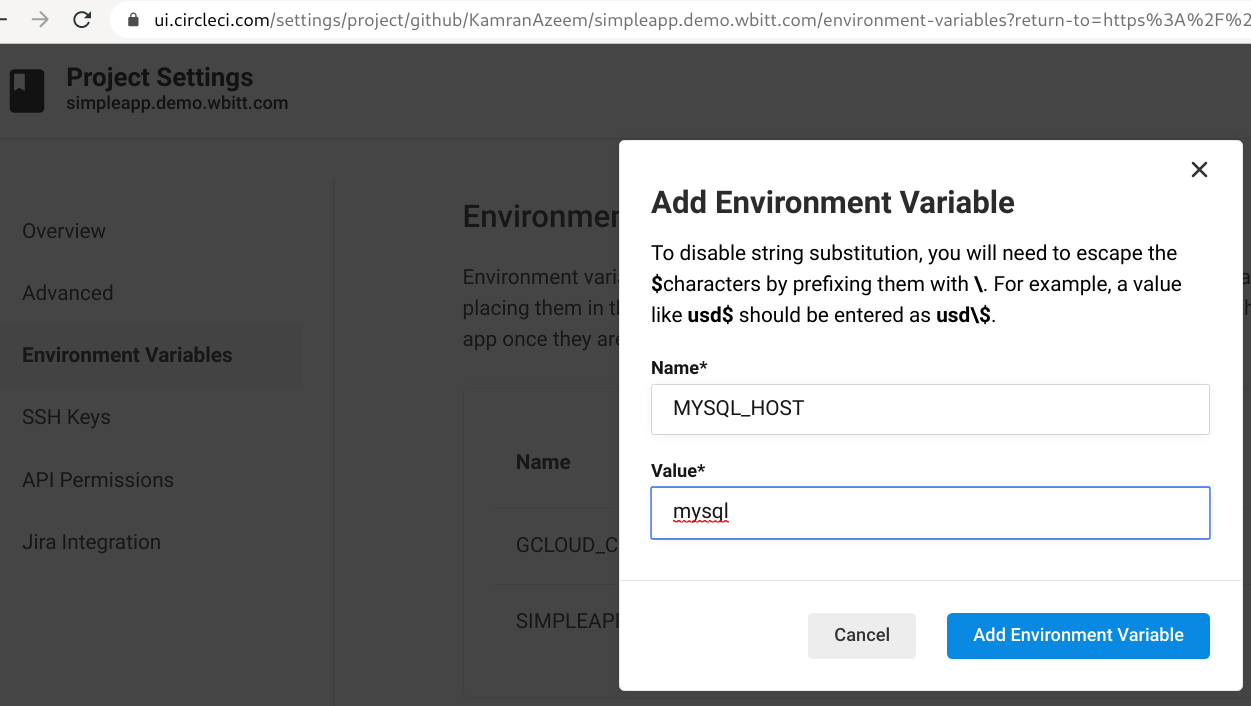 ui.circleci.com/settings/project/github/KamranAzeem/simpleapp.demo.wbitt.com/environment-variables?return-to=https%3A%2F%2
Project Settings
simpleapp.demo.wbitt.com
Overview
Advanced
Environment Variables
SSH Keys
API Permissions
Jira Integration
Environmen
Environment vari
placing them in t
app once they are
Name
GCLOUD_C
SIMPLEAPP
Add Environment Variable
To disable string substitution, you will need to escape the
$characters by prefixing them with \. For example, a value
like usd$ should be entered as usd\$.
Name*
MYSQL_HOST
Value*
mysql
Cancel
Add Environment Variable